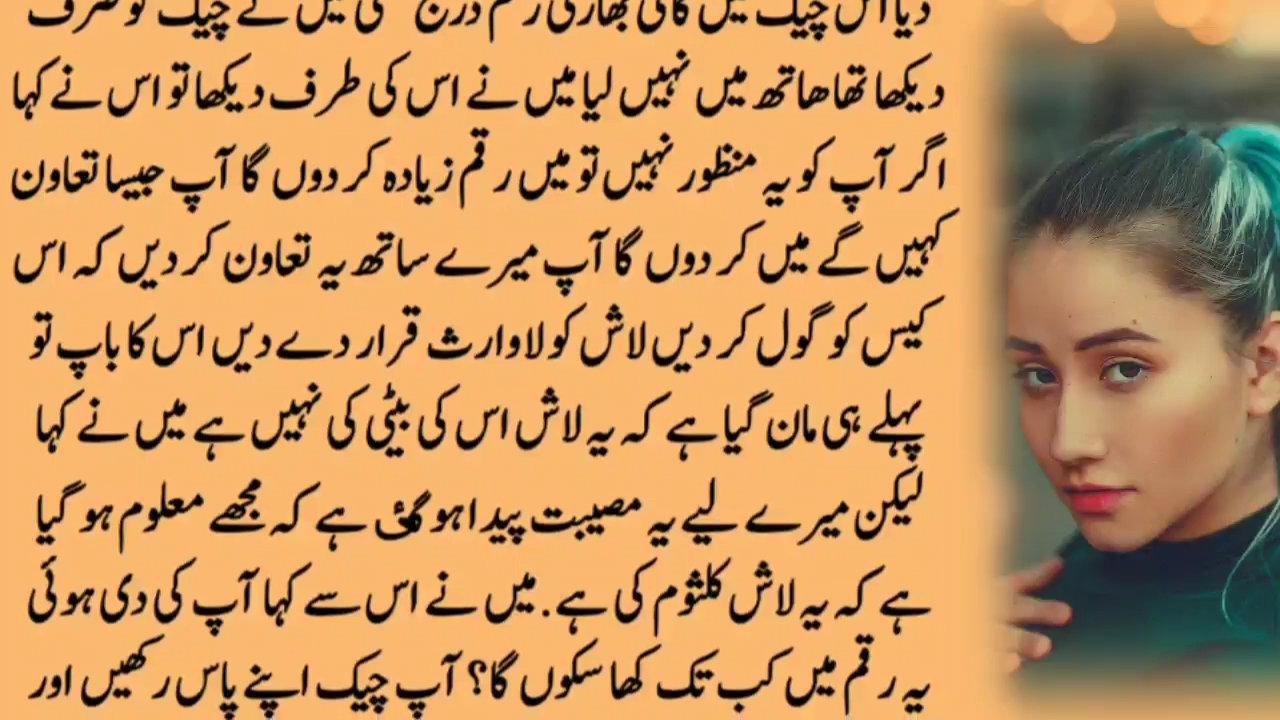 دیا اس چیک میں کافی بھاری رقم درج تھی میں نے چیک کو صرف
دیکھا تھا ھاتھ میں نہیں لیا میں نے اس کی طرف دیکھا تو اس نے کہا
اگر آپ کو یہ منظور نہیں تو میں رقم زیادہ کر دوں گا آپ جیسا تعاون
کہیں گے میں کر دوں گا آپ میرے ساتھ یہ تعاون کر دیں کہ اس
کیس کو گول کر دیں لاش کو لاوارث قرار دے دیں اس کا باپ تو
پہلے ہی مان گیا ہے کہ یہ لاش اس کی بیٹی کی نہیں ہے میں نے کہا
لیکن میرے لیے یہ مصیبت پیدا ہو گئی ہے کہ مجھے معلوم ہو گیا
ہے کہ یہ لاش کلثوم کی ہے. میں نے اس سے کہا آپ کی دی ہوئی
یہ رقم میں کب تک کھا سکوں گا؟ آپ چیک اپنے پاس رکھیں اور